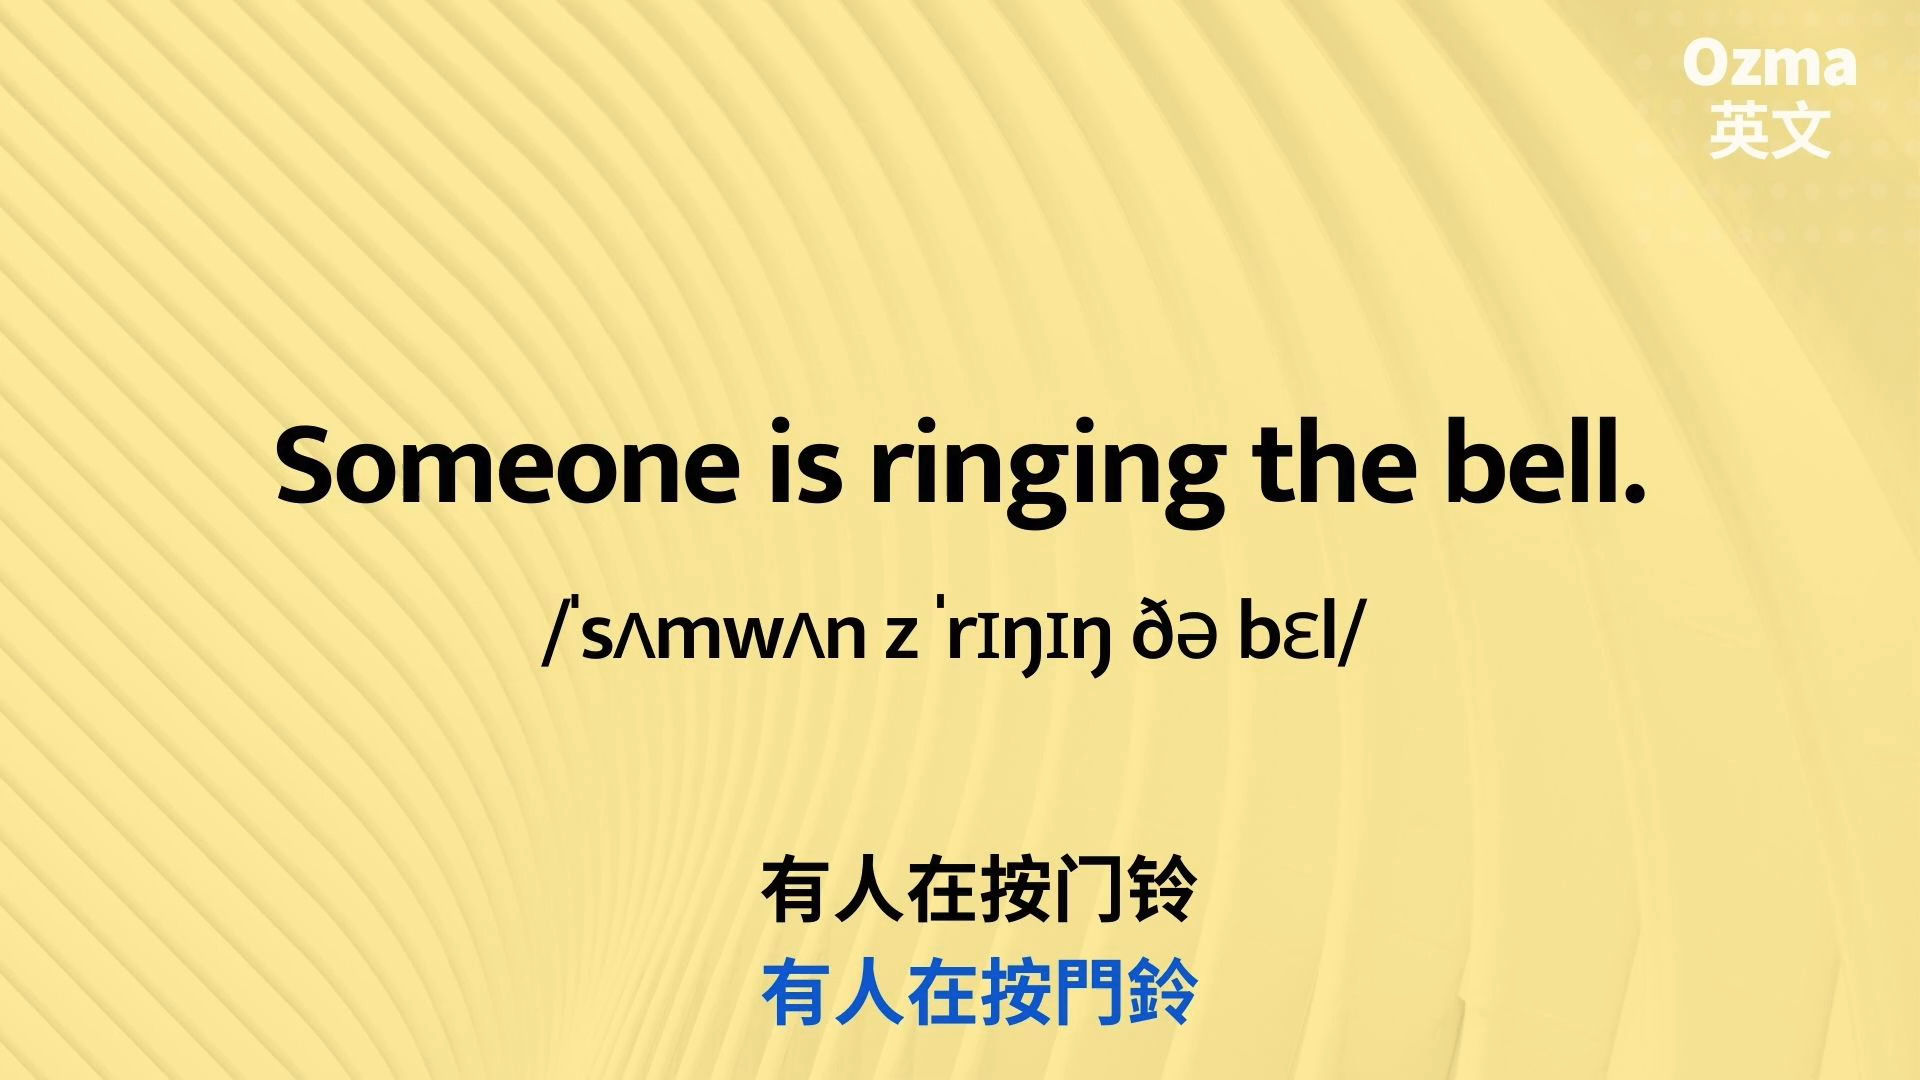 Ozma
英文
Someone is ringing the bell.
/ˈsʌmwʌn z ˈrɪŋɪŋ ðə bɛl/
有人在按门铃
有人在按門鈴